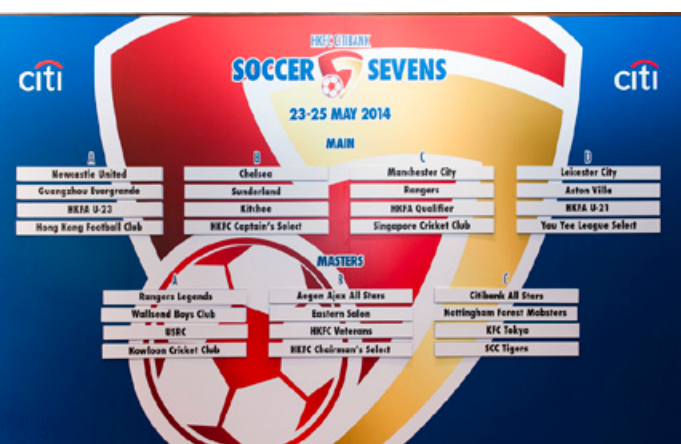 HKFC CITIBANK
citi SOCCER 7 SEVENS citi
23-25 MAY 2014
MAIN
A B C D
Newcastle United Chelsea Manchester City Leicester City
Guangzhou Evergrande Sunderland Rangers Aston Villa
HKFA U-23 Kitchee HKFA Qualifier HKFA U-21
Hong Kong Football Club HKFC Captain's Select Singapore Cricket Club Yau Yee League Select
MASTERS
A B C
Rangers Legends Aegon Ajax All Stars Citibank All Stars
Wallsend Boys Club Eastern Salon Nottingham Forest Mobsters
USRC HKFC Veterans KFC Tokyo
Kowloon Cricket Club HKFC Chairman's Select SCC Tigers